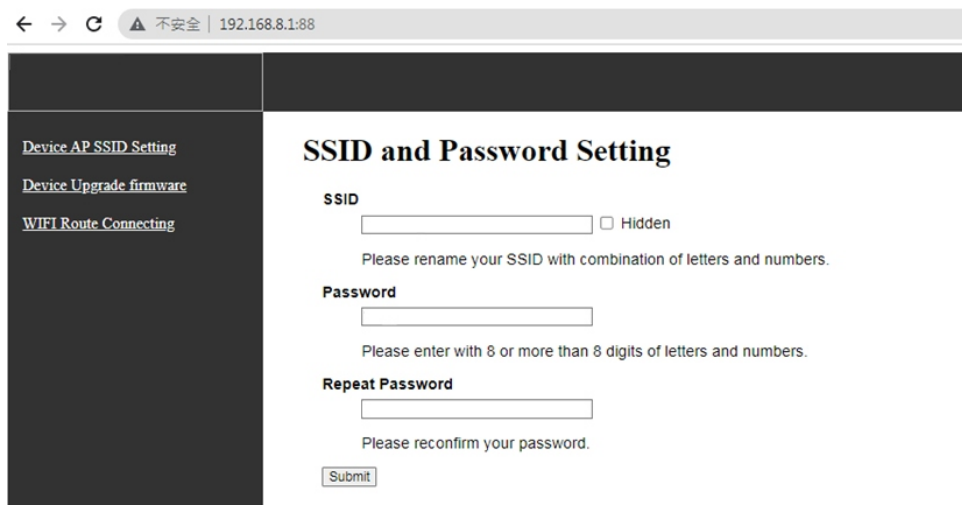 不安全 | 192.168.8.1:88
Device AP SSID Setting
Device Upgrade firmware
WIFI Route Connecting
SSID and Password Setting
SSID
Hidden
Please rename your SSID with combination of letters and numbers.
Password
Please enter with 8 or more than 8 digits of letters and numbers.
Repeat Password
Please reconfirm your password.
Submit